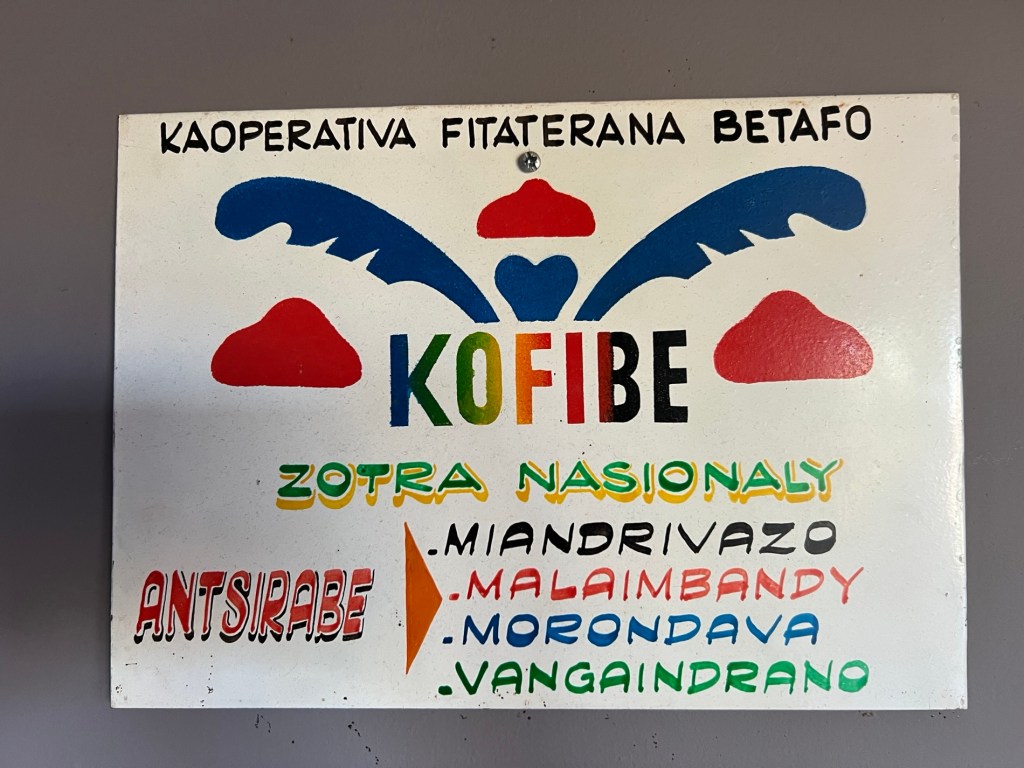 KAOPERATIVA FITATERANA BETAFO
KOFIBE
ZOTRA NASIONALY
ANTSIRABE
.MIANDRIVAZO
.MALAIMBANDY
.MORONDAVA
.VANGAINDRANO